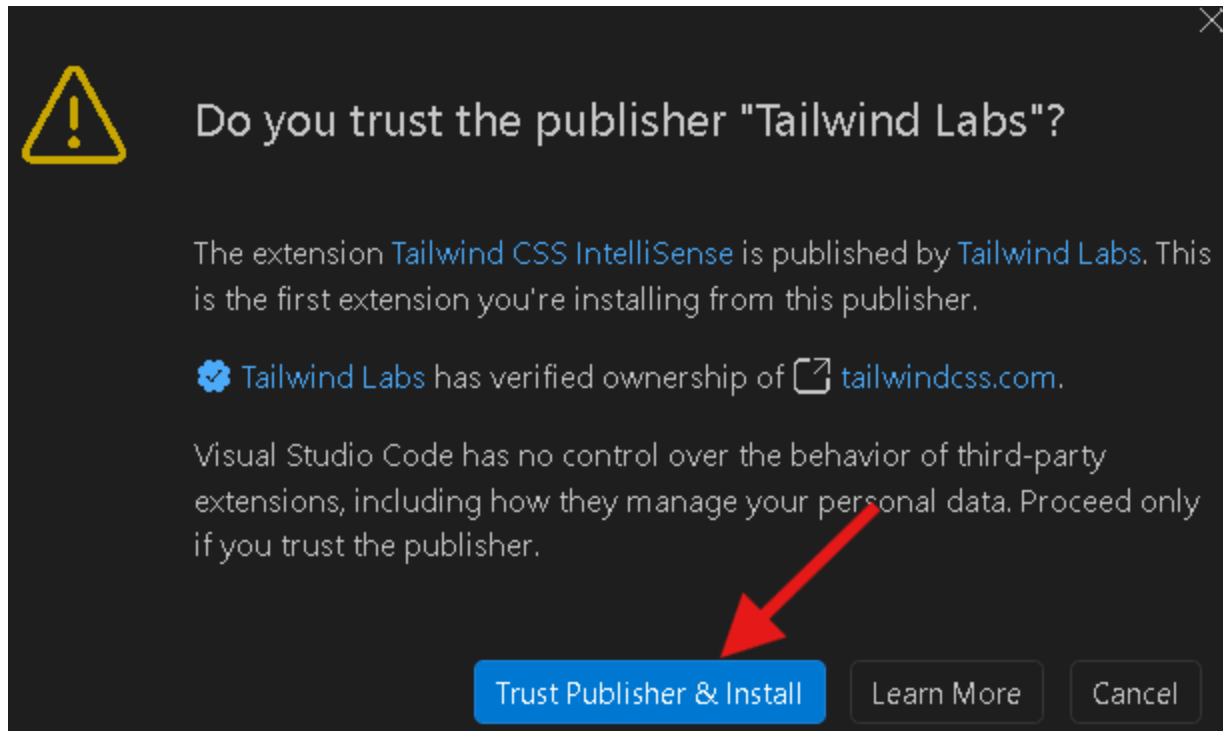 Do you trust the publisher "Tailwind Labs"?
The extension Tailwind CSS IntelliSense is published by Tailwind Labs. This
is the first extension you're installing from this publisher.
Tailwind Labs has verified ownership of tailwindcss.com.
Visual Studio Code has no control over the behavior of third-party
extensions, including how they manage your personal data. Proceed only
if you trust the publisher.
Trust Publisher & Install Learn More Cancel